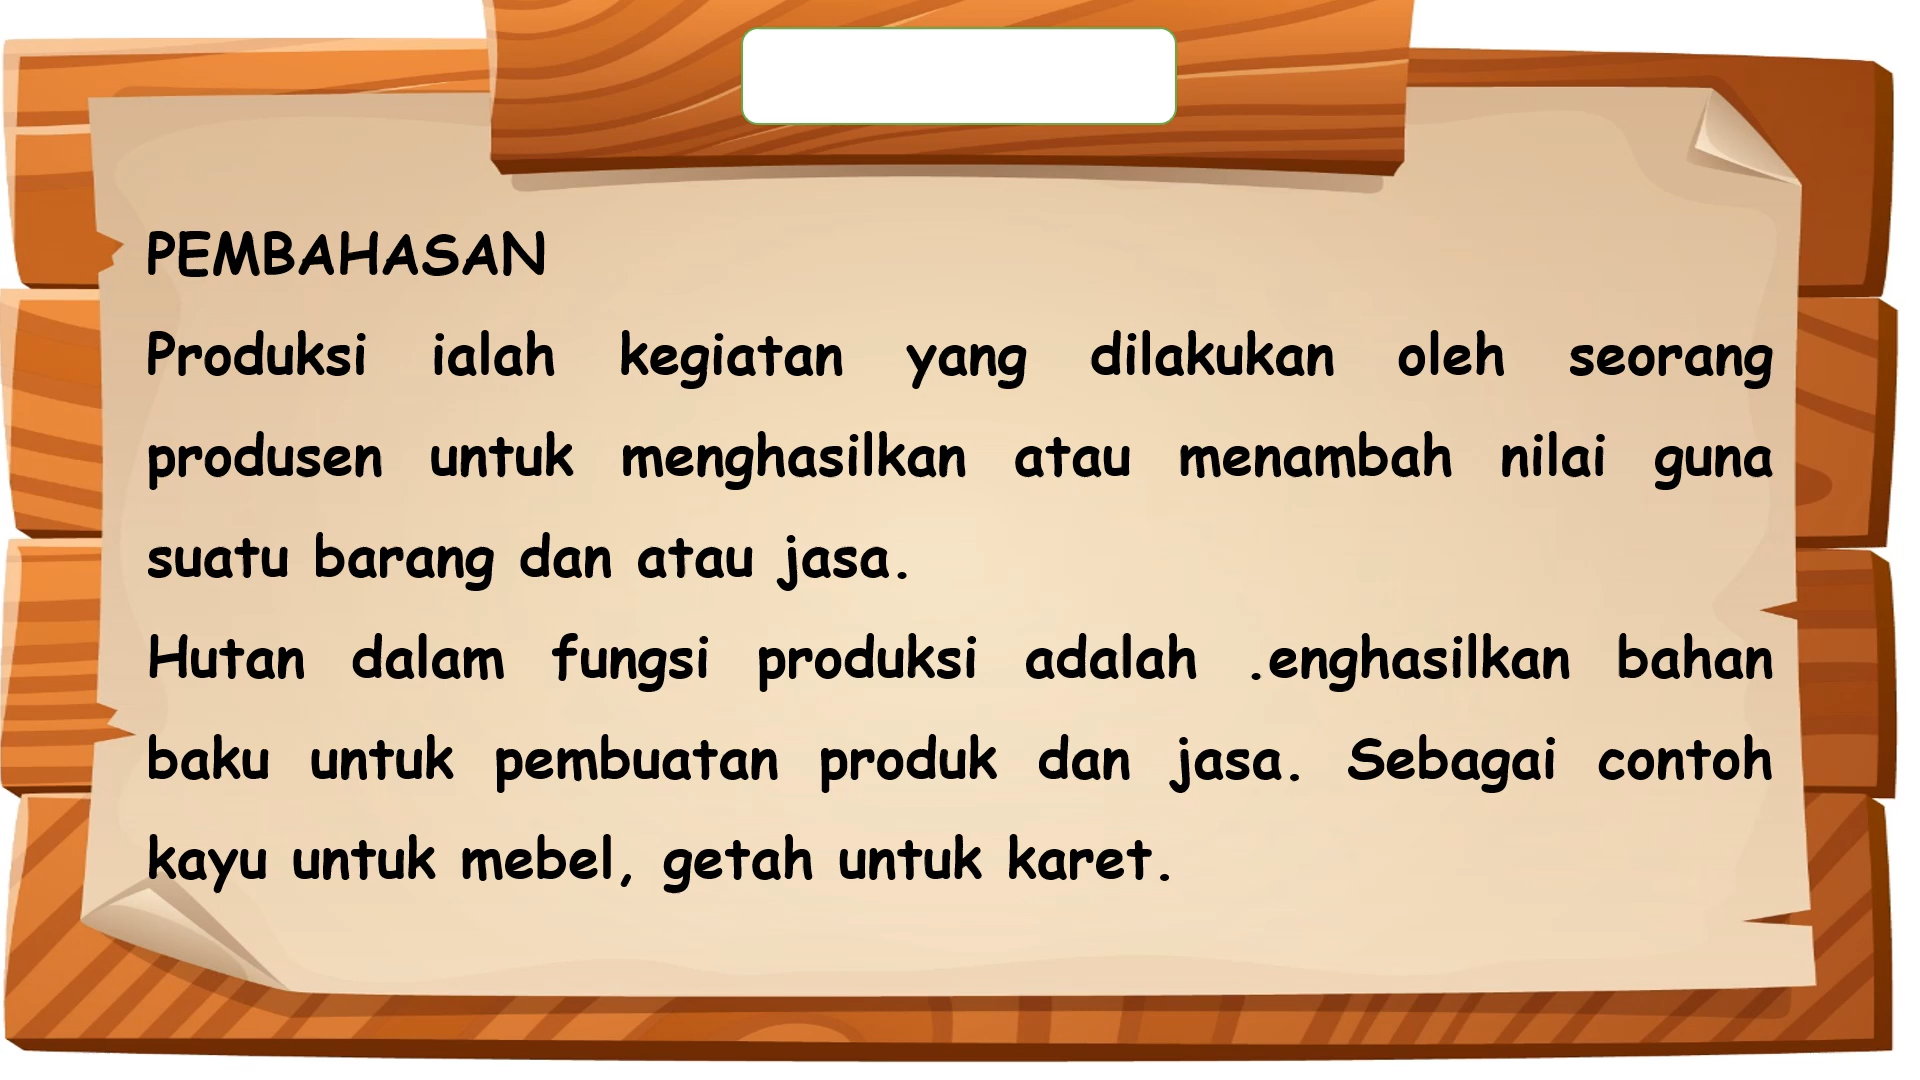 PEMBAHASAN
Produksi ialah kegiatan yang dilakukan oleh seorang
produsen untuk menghasilkan atau menambah nilai guna
suatu barang dan atau jasa.
Hutan dalam fungsi produksi adalah .enghasilkan bahan
baku untuk pembuatan produk dan jasa. Sebagai contoh
kayu untuk mebel, getah untuk karet.